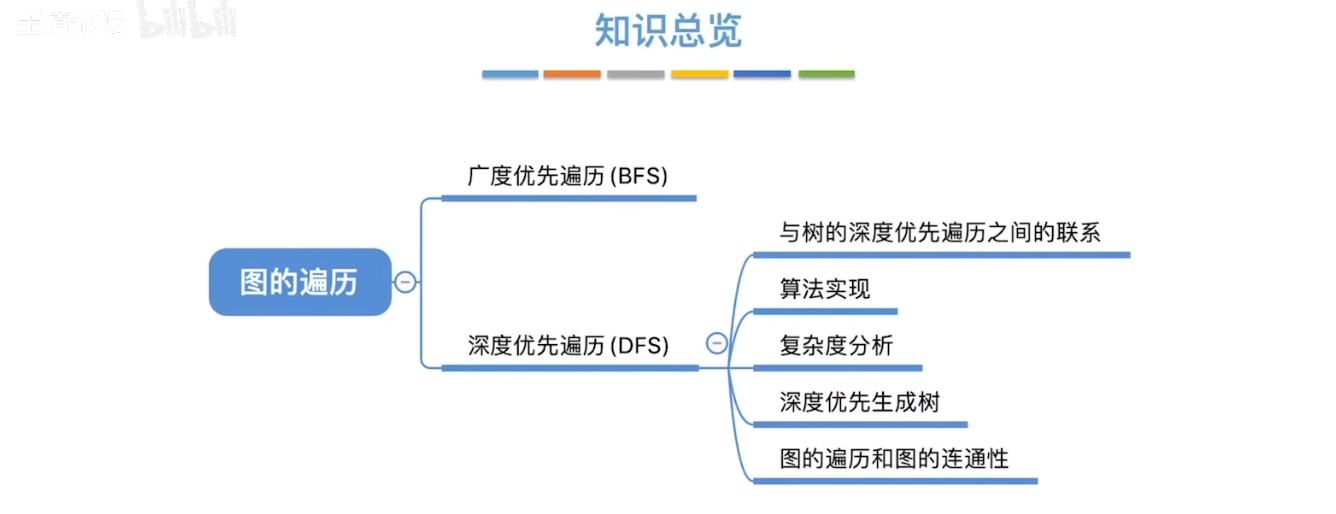 王道论坛 bilibili
知识总览
广度优先遍历 (BFS)
与树的深度优先遍历之间的联系
算法实现
图的遍历
深度优先遍历 (DFS)
复杂度分析
深度优先生成树
图的遍历和图的连通性